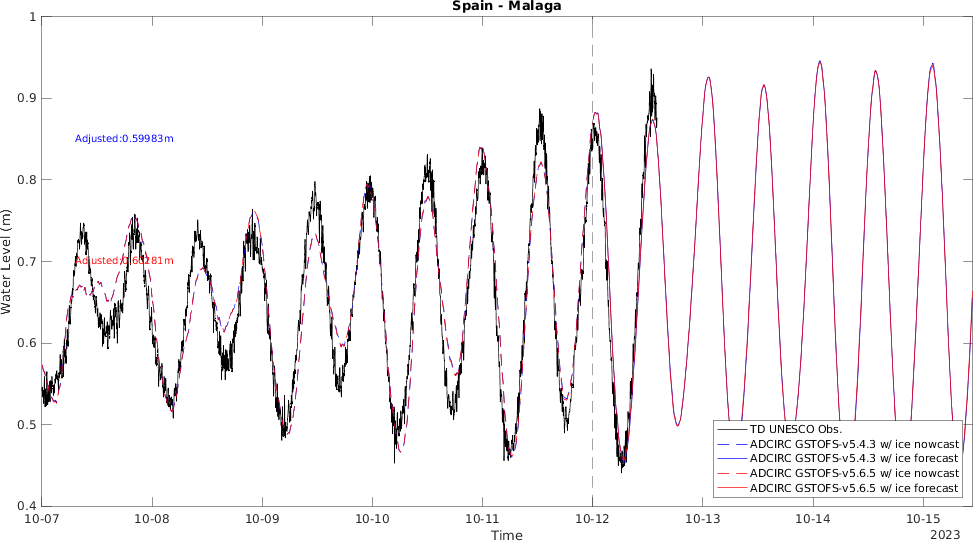 Spain - Malaga
1
0.9
0.8
0.7
0.6
0.5
0.4
Water Level (m)
Adjusted:0.59983m
Adjusted:0.60281m
TD UNESCO Obs.
ADCIRC GSTOFS-v5.4.3 w/ ice nowcast
ADCIRC GSTOFS-v5.4.3 w/ ice forecast
ADCIRC GSTOFS-v5.6.5 w/ ice nowcast
ADCIRC GSTOFS-v5.6.5 w/ ice forecast
10-07 10-08 10-09 10-10 10-11 10-12 10-13 10-14 10-15
Time
2023